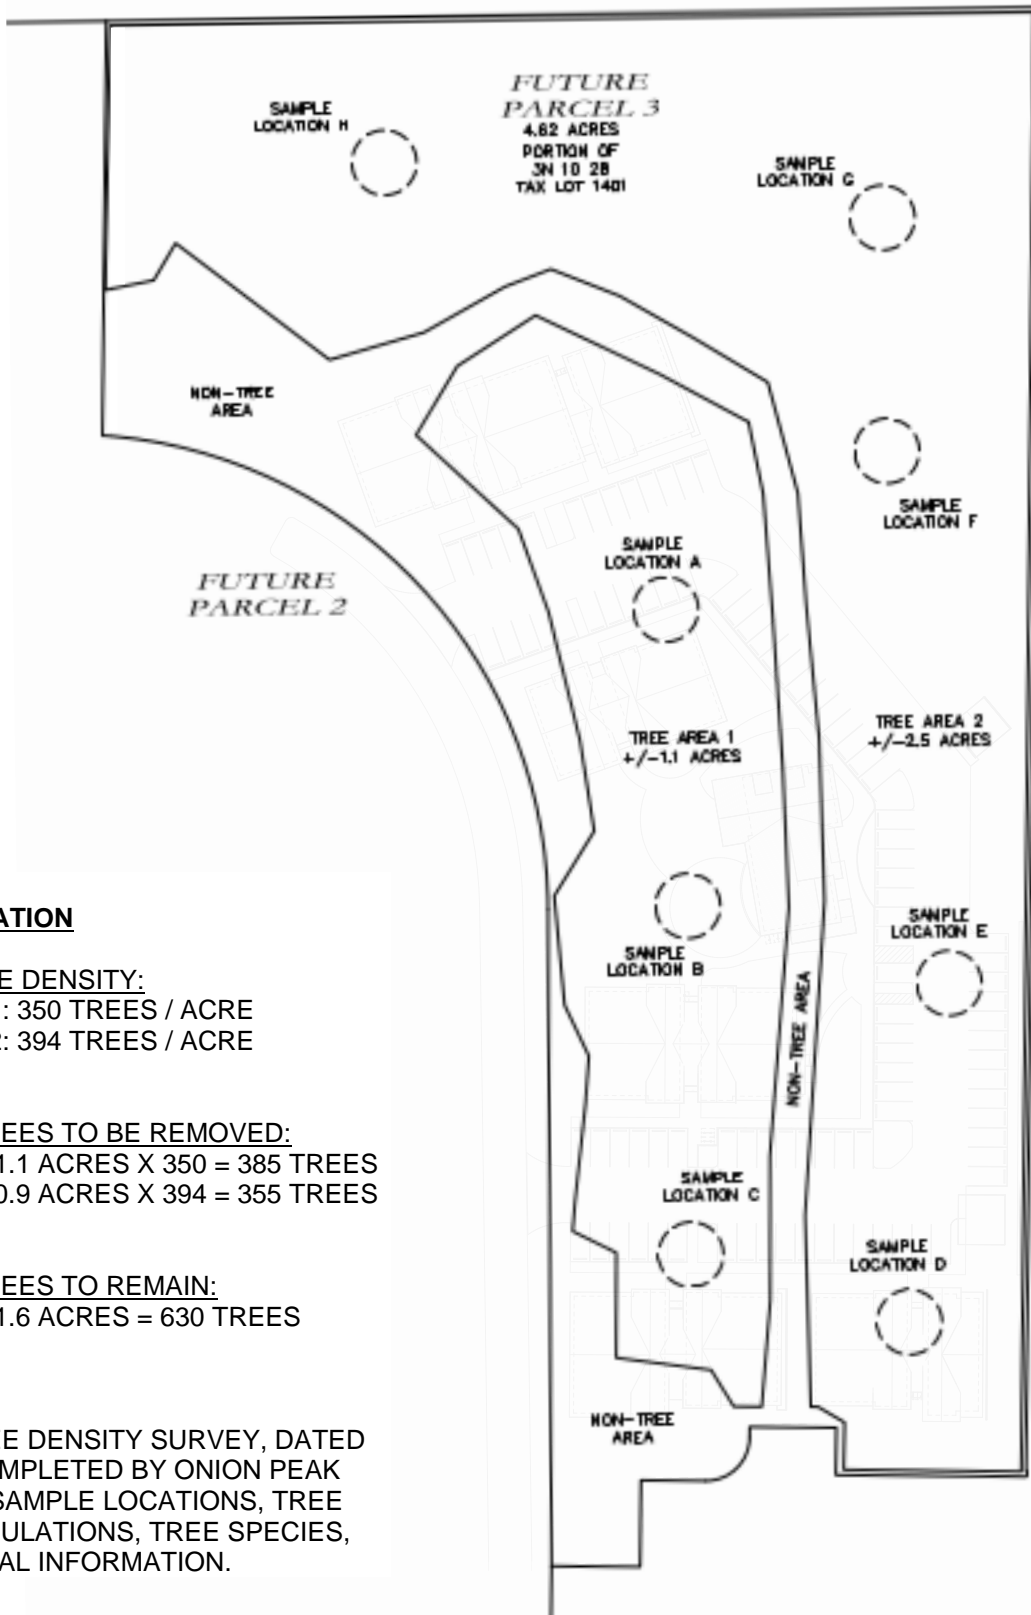 FUTURE
PARCEL 3
4.62 ACRES
PORTION OF
3N 10 28
TAX LOT 1401
SAMPLE
LOCATION H
SAMPLE
LOCATION G
NON-TREE
AREA
SAMPLE
LOCATION F
SAMPLE
LOCATION A
FUTURE
PARCEL 2
TREE AREA 1
+/-1.1 ACRES
TREE AREA 2
+/-2.5 ACRES
SAMPLE
LOCATION B
SAMPLE
LOCATION E
NON-TREE AREA
SAMPLE
LOCATION C
SAMPLE
LOCATION D
NON-TREE
AREA
ATION
E DENSITY:
: 350 TREES / ACRE
2: 394 TREES / ACRE
EES TO BE REMOVED:
1.1 ACRES X 350 = 385 TREES
0.9 ACRES X 394 = 355 TREES
EES TO REMAIN:
1.6 ACRES = 630 TREES
E DENSITY SURVEY, DATED
MPLETED BY ONION PEAK
SAMPLE LOCATIONS, TREE
ULATIONS, TREE SPECIES,
AL INFORMATION.